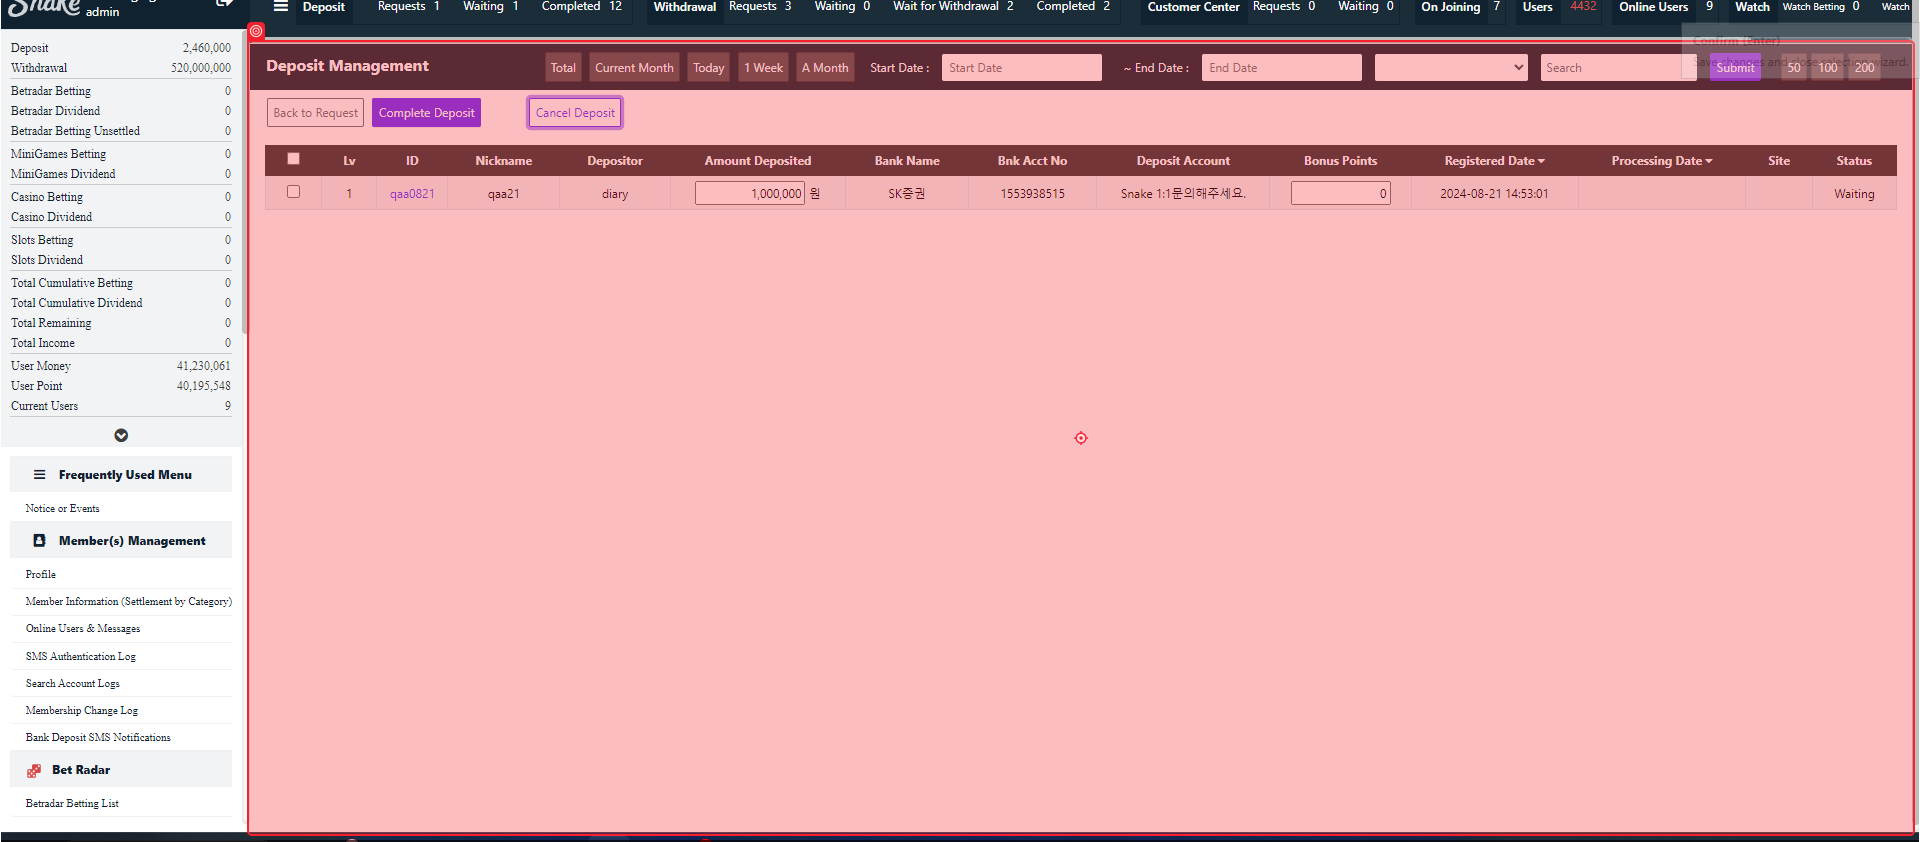 Snake
admin
Deposit Requests 1 Waiting 1 Completed 12 Withdrawal Requests 3 Waiting 0 Wait for Withdrawal 2 Completed 2 Customer Center Requests 0 Waiting 0 On Joining 7 Users 4432 Online Users 9 Watch Watch Betting 0 Watch
Deposit 2,460,000
Withdrawal 520,000,000
Betradar Betting 0
Betradar Dividend 0
Betradar Betting Unsettled 0
MiniGames Betting 0
MiniGames Dividend 0
Casino Betting 0
Casino Dividend 0
Slots Betting 0
Slots Dividend 0
Total Cumulative Betting 0
Total Cumulative Dividend 0
Total Remaining 0
Total Income 0
User Money 41,230,061
User Point 40,195,548
Current Users 9
Frequently Used Menu
Notice or Events
Member(s) Management
Profile
Member Information (Settlement by Category)
Online Users & Messages
SMS Authentication Log
Search Account Logs
Membership Change Log
Bank Deposit SMS Notifications
Bet Radar
Betradar Betting List
Confirm (Enter)
Save changes and close selection wizard.
Deposit Management Total Current Month Today 1 Week A Month Start Date : Start Date ~ End Date : End Date Search Submit 50 100 200
Back to Request Complete Deposit Cancel Deposit
Lv ID Nickname Depositor Amount Deposited Bank Name Bnk Acct No Deposit Account Bonus Points Registered Date Processing Date Site Status
1 qaa0821 qaa21 diary 1,000,000 원 SK증권 1553938515 Snake 1:1문의해주세요. 0 2024-08-21 14:53:01 Waiting